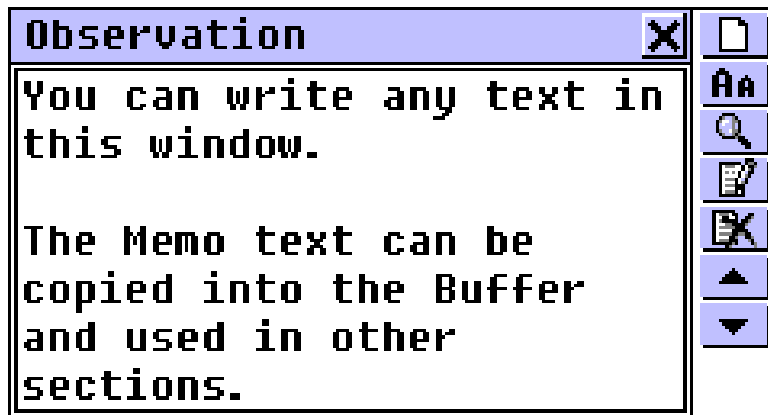 Observation
Aa
You can write any text in
this window.
The Memo text can be
copied into the Buffer
and used in other
sections.